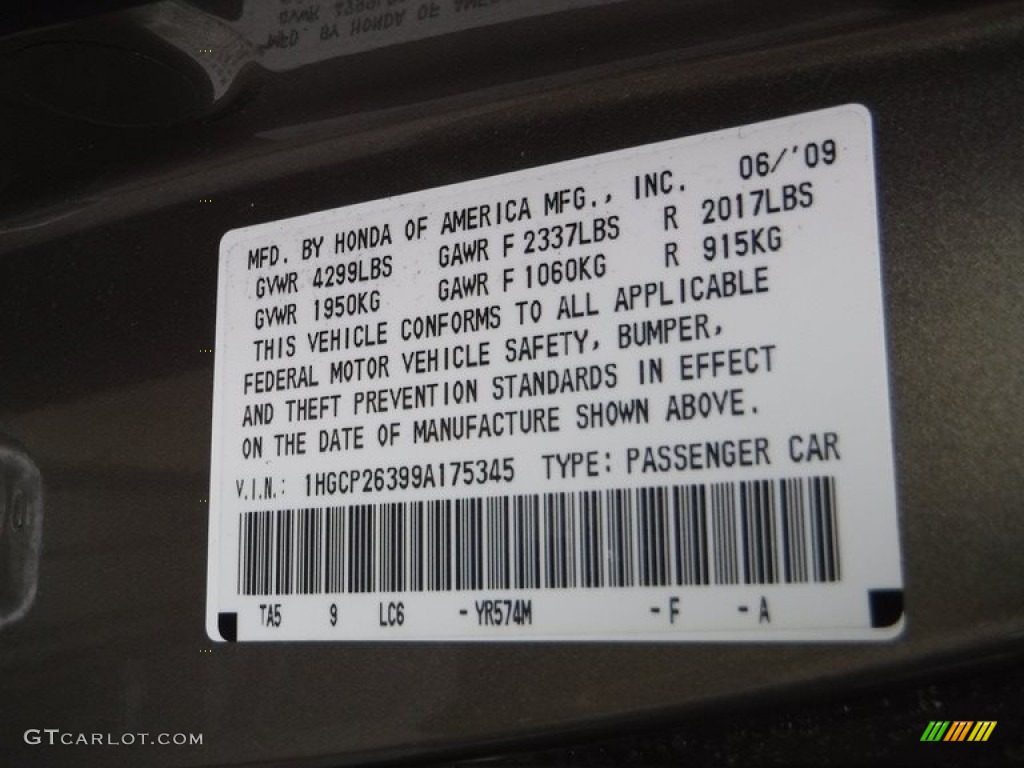 MFD. BY HONDA OF AMERICA MFG., INC. 06/'09
GVWR 4299LBS GAWR F 2337LBS R 2017LBS
GVWR 1950KG GAWR F 1060KG R 915KG
THIS VEHICLE CONFORMS TO ALL APPLICABLE
FEDERAL MOTOR VEHICLE SAFETY, BUMPER,
AND THEFT PREVENTION STANDARDS IN EFFECT
ON THE DATE OF MANUFACTURE SHOWN ABOVE.
V.I.N.: 1HGCP26399A175345 TYPE: PASSENGER CAR
TA5 9 LC6 - YR574M - F - A
GTCARLOT.COM